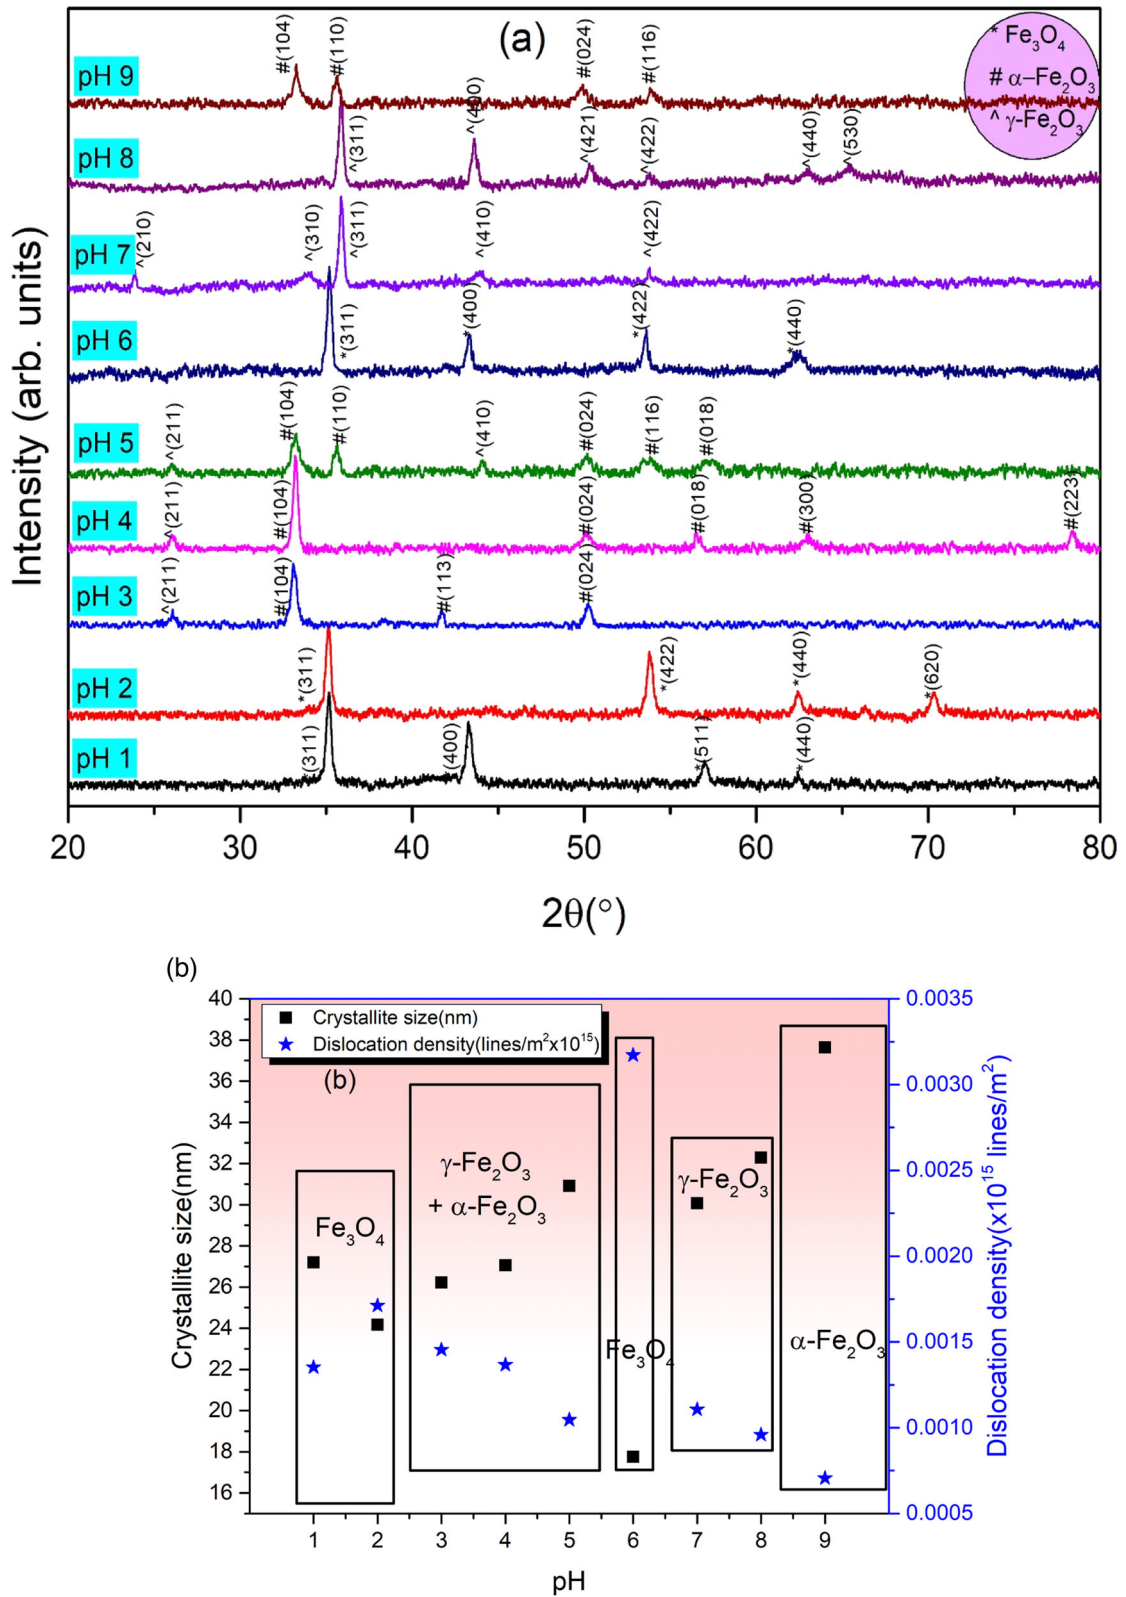 (a)
* Fe3O4
# α–Fe2O3
^ γ-Fe2O3
Intensity (arb. units)
pH 9
#(104) #(110) #(024) #(116)
pH 8
^(311) ^(400) ^(421) ^(422) ^(440) ^(530)
pH 7
^(210) ^(310) ^(311) ^(410) ^(422)
pH 6
*(311) *(400) *(422) *(440)
pH 5
^(211) #(104) #(110) ^(410) #(024) #(116) #(018)
pH 4
^(211) #(104) #(024) #(018) #(300) #(223)
pH 3
^(211) #(104) #(113) #(024)
pH 2
*(311) *(422) *(440) *(620)
pH 1
*(311) *(400) *(511) *(440)
20 30 40 50 60 70 80
2θ(°)
(b)
Crystallite size(nm)
Dislocation density(lines/m2x1015)
(b)
40
38
36
34
32
30
28
26
24
22
20
18
16
Crystallite size(nm)
Fe3O4
γ-Fe2O3
+ α-Fe2O3
Fe3O4
γ-Fe2O3
α-Fe2O3
0.0035
0.0030
0.0025
0.0020
0.0015
0.0010
0.0005
Dislocation density(x1015 lines/m2)
1 2 3 4 5 6 7 8 9
pH